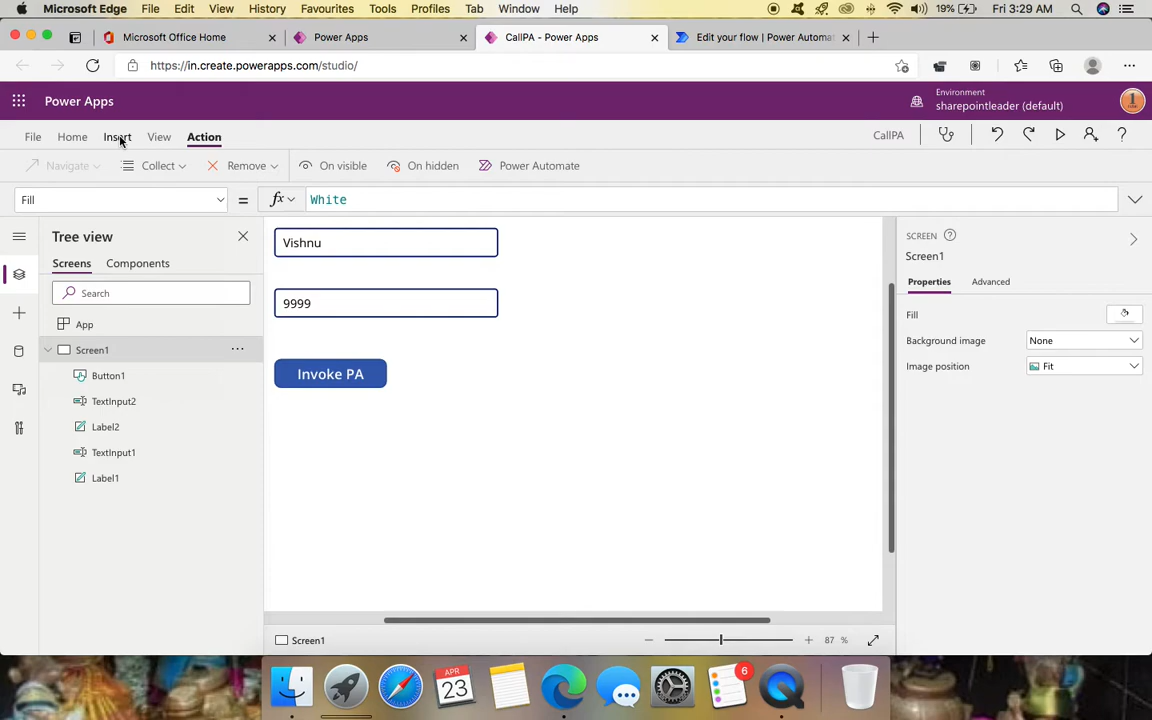 Microsoft Edge File Edit View History Favourites Tools Profiles Tab Window Help 19% Fri 3:29 AM
Microsoft Office Home Power Apps CallPA - Power Apps Edit your flow | Power Automat
https://in.create.powerapps.com/studio/
Power Apps Environment sharepointleader (default)
File Home Insert View Action CallPA
Navigate Collect Remove On visible On hidden Power Automate
Fill = fx White
Tree view
Screens Components
Search
App
Screen1
Button1
TextInput2
Label2
TextInput1
Label1
Vishnu
9999
Invoke PA
SCREEN
Screen1
Properties Advanced
Fill
Background image None
Image position Fit
Screen1 87 %
APR
23
6